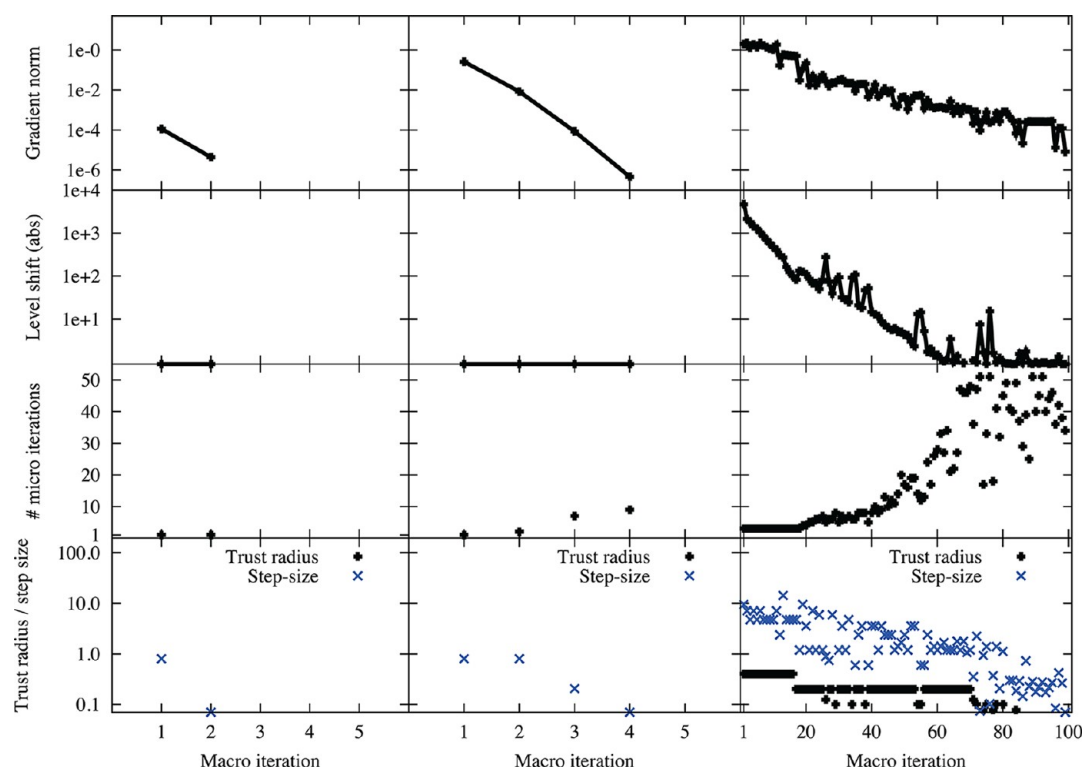 Gradient norm
1e-0
1e-2
1e-4
1e-6
Level shift (abs)
1e+4
1e+3
1e+2
1e+1
# micro iterations
50
40
30
20
10
1
Trust radius / step size
100.0
10.0
1.0
0.1
Trust radius
Step-size
Trust radius
Step-size
Trust radius
Step-size
1 2 3 4 5
1 2 3 4 5
1 20 40 60 80 100
Macro iteration
Macro iteration
Macro iteration